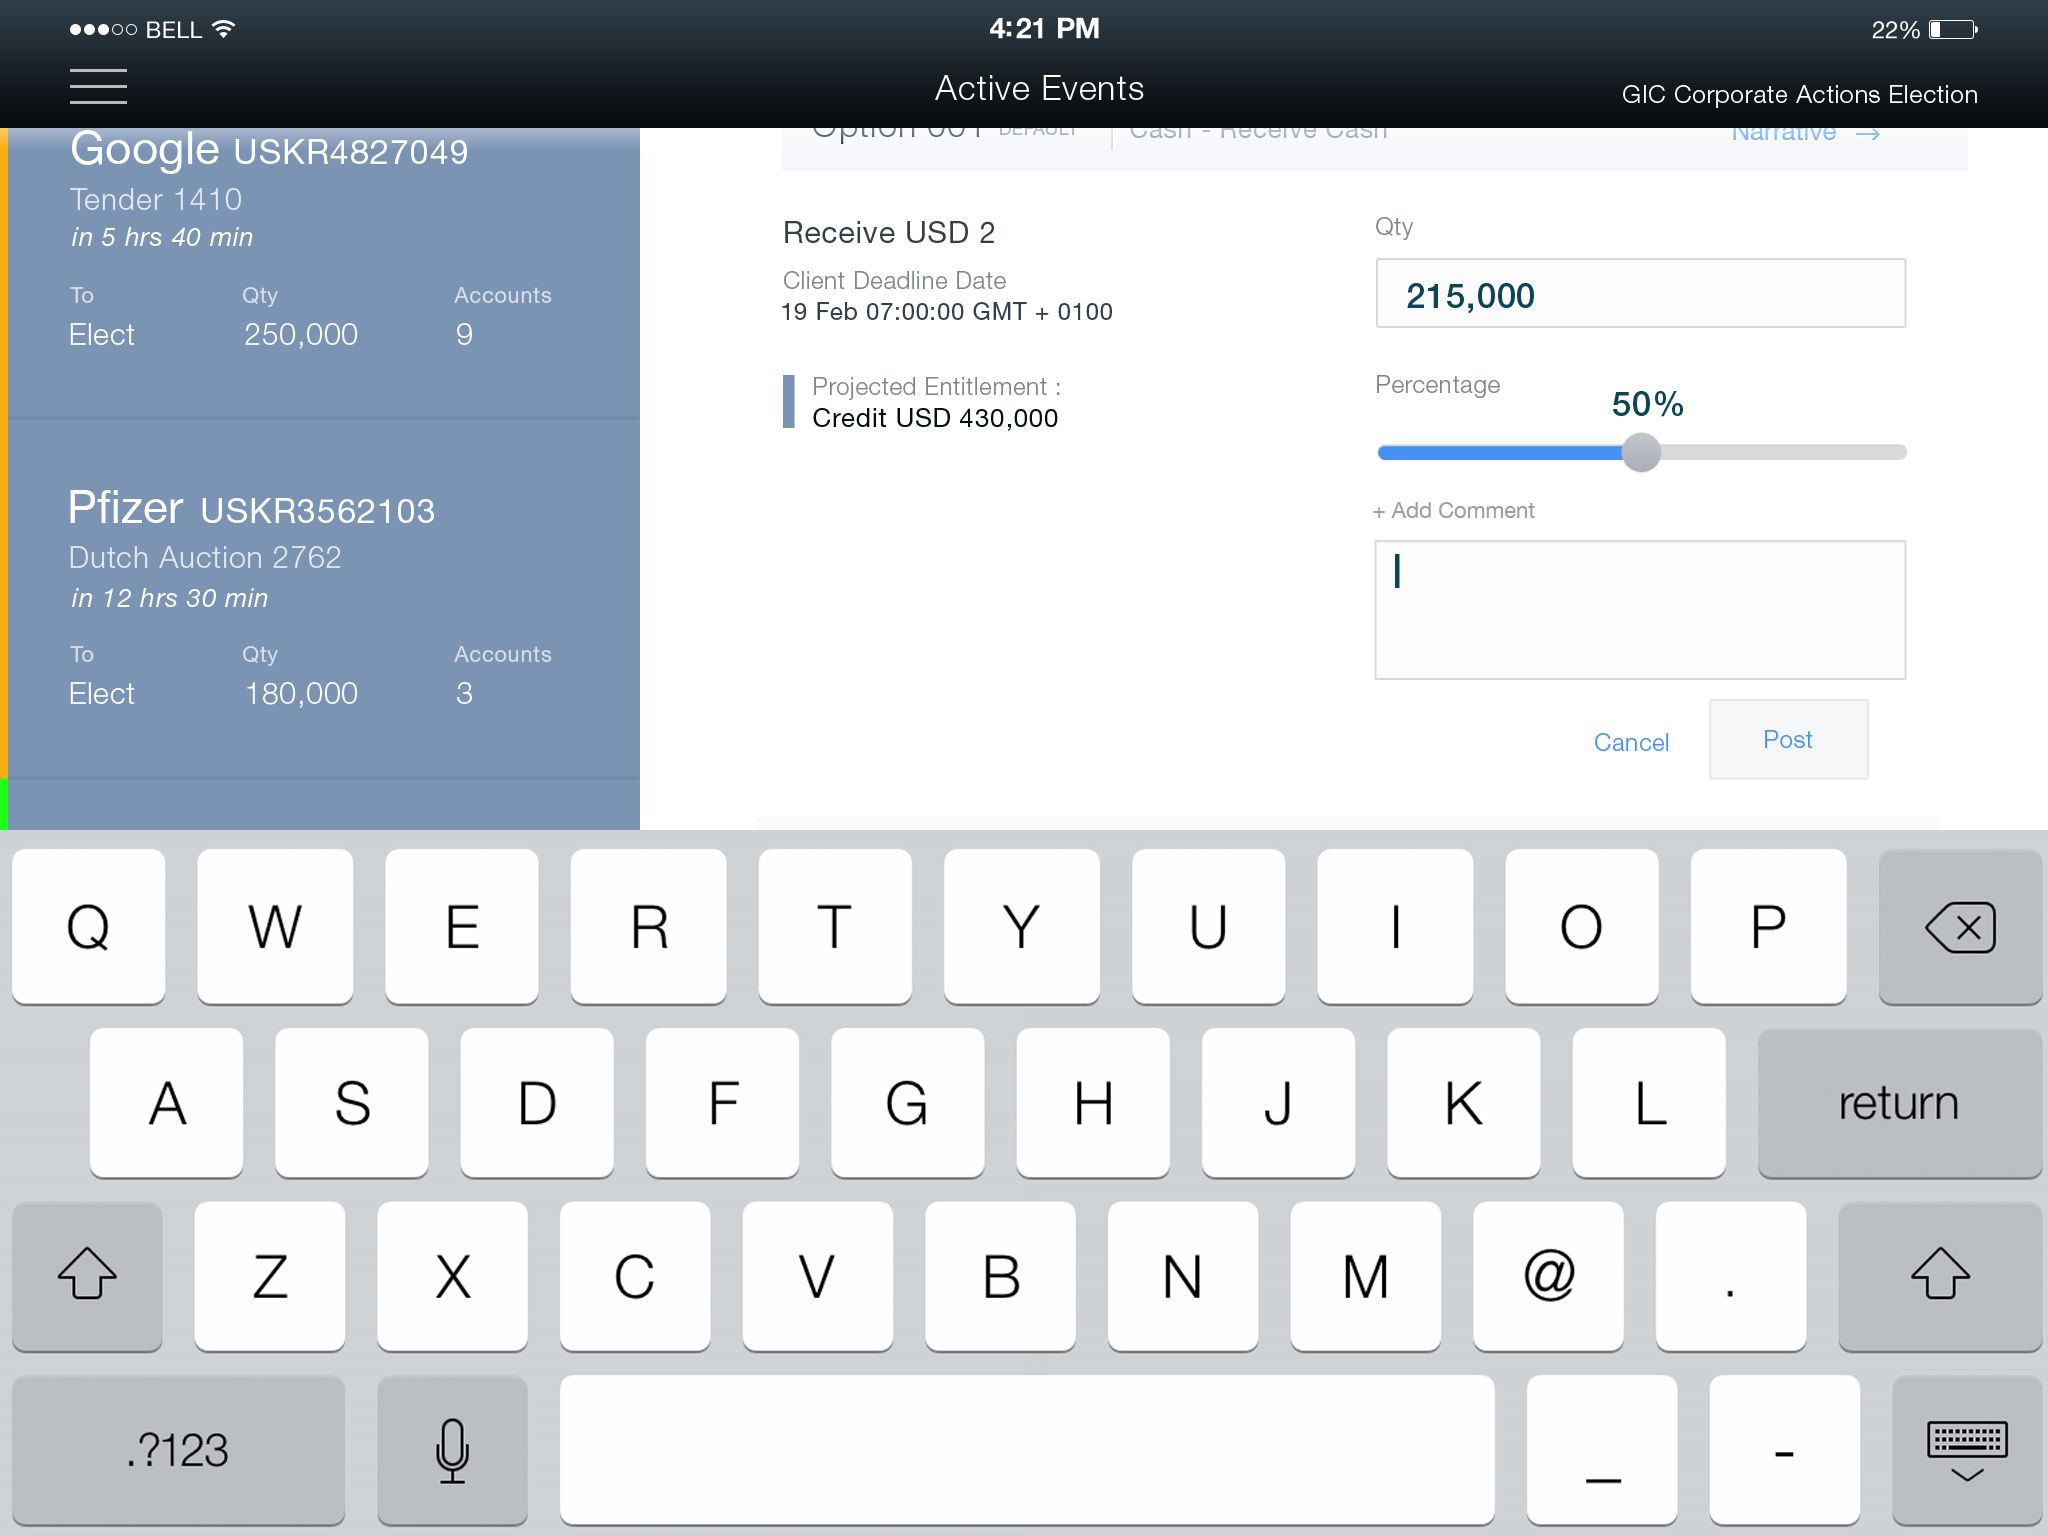 BELL
4:21 PM
22%
Active Events
GIC Corporate Actions Election
Google USKR4827049
Tender 1410
in 5 hrs 40 min
To Qty Accounts
Elect 250,000 9
Pfizer USKR3562103
Dutch Auction 2762
in 12 hrs 30 min
To Qty Accounts
Elect 180,000 3
Option 001 DEFAULT Cash - Receive Cash Narrative →
Receive USD 2
Client Deadline Date
19 Feb 07:00:00 GMT + 0100
Projected Entitlement :
Credit USD 430,000
Qty
215,000
Percentage
50%
+ Add Comment
Cancel Post
Q W E R T Y U I O P
A S D F G H J K L return
Z X C V B N M @ .
.?123 _ -